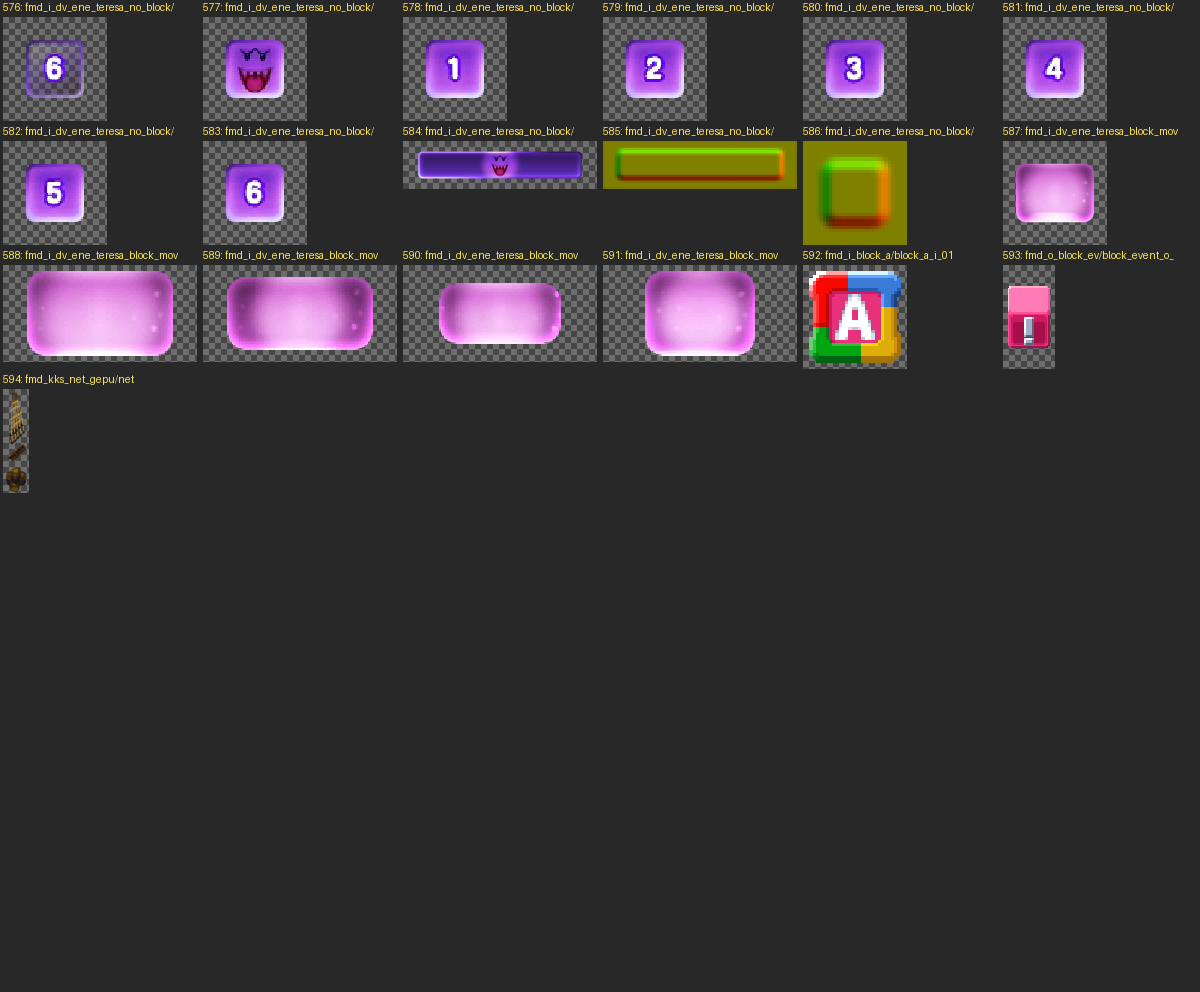 576: fmd_i_dv_ene_teresa_no_block/ 577: fmd_i_dv_ene_teresa_no_block/ 578: fmd_i_dv_ene_teresa_no_block/ 579: fmd_i_dv_ene_teresa_no_block/ 580: fmd_i_dv_ene_teresa_no_block/ 581: fmd_i_dv_ene_teresa_no_block/
6 1 2 3 4
582: fmd_i_dv_ene_teresa_no_block/ 583: fmd_i_dv_ene_teresa_no_block/ 584: fmd_i_dv_ene_teresa_no_block/ 585: fmd_i_dv_ene_teresa_no_block/ 586: fmd_i_dv_ene_teresa_no_block/ 587: fmd_i_dv_ene_teresa_block_mov
5 6
588: fmd_i_dv_ene_teresa_block_mov 589: fmd_i_dv_ene_teresa_block_mov 590: fmd_i_dv_ene_teresa_block_mov 591: fmd_i_dv_ene_teresa_block_mov 592: fmd_i_block_a/block_a_i_01 593: fmd_o_block_ev/block_event_o_
A !
594: fmd_kks_net_gepu/net